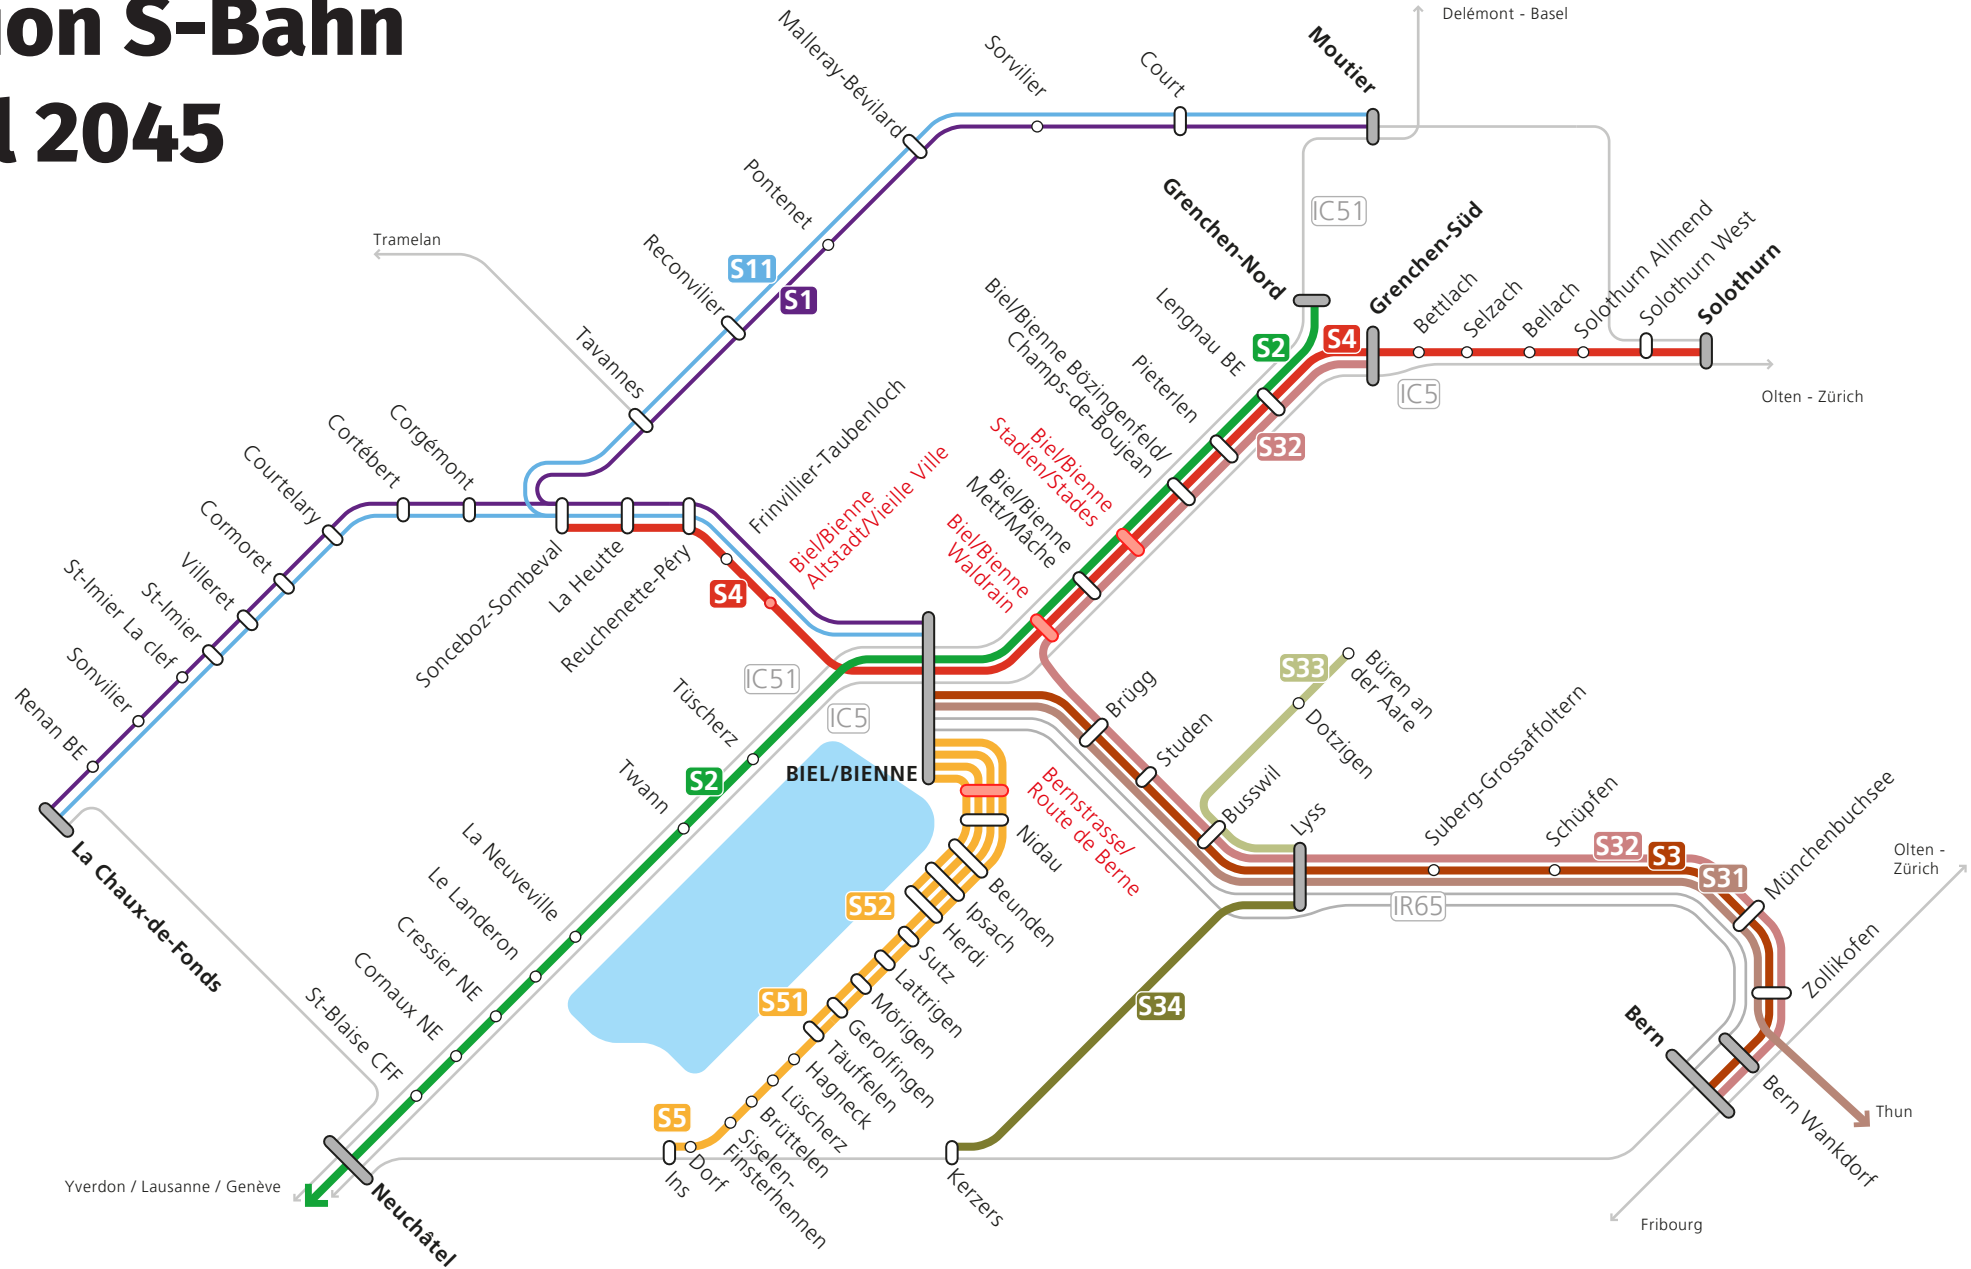 ion S-Bahn
l 2045
Delémont - Basel
Malleray-Bévilard
Sorvilier
Court
Moutier
Pontenet
Reconvilier
Tramelan
S11
S1
Tavannes
IC51
Grenchen-Nord
Grenchen-Süd
Bettlach
Selzach
Bellach
Solothurn Allmend
Solothurn West
Solothurn
S2
S4
IC5
Olten - Zürich
S32
Lengnau BE
Pieterlen
Biel/Bienne Bözingenfeld/
Champs-de-Boujean
Biel/Bienne
Stadien/Stades
Biel/Bienne
Mett/Mâche
Biel/Bienne
Waldrain
Corgémont
Cortébert
Courtelary
Cormoret
Villeret
St-Imier
St-Imier La clef
Sonvilier
Renan BE
La Chaux-de-Fonds
Frinvillier-Taubenloch
Biel/Bienne
Altstadt/Vieille Ville
Sonceboz-Sombeval
La Heutte
Reuchenette-Péry
S4
IC51
IC5
BIEL/BIENNE
Tüscherz
S2
Twann
La Neuveville
Le Landeron
Cressier NE
Cornaux NE
St-Blaise CFF
Neuchâtel
Yverdon / Lausanne / Genève
Bernstrasse/
Route de Berne
Nidau
Beunden
Ipsach
Herdi
Sutz
Lattrigen
Mörigen
Gerolfingen
Täuffelen
Hagneck
Lüscherz
Brüttelen
Siselen-
Finsterhennen
Dorf
Ins
S52
S51
S5
Brügg
Studen
Busswil
Lyss
S33
Büren an
der Aare
Dotzigen
Suberg-Grossaffoltern
Schüpfen
S32
S3
S31
IR65
Münchenbuchsee
Zollikofen
Olten -
Zürich
Bern
Bern Wankdorf
Thun
Fribourg
S34
Kerzers